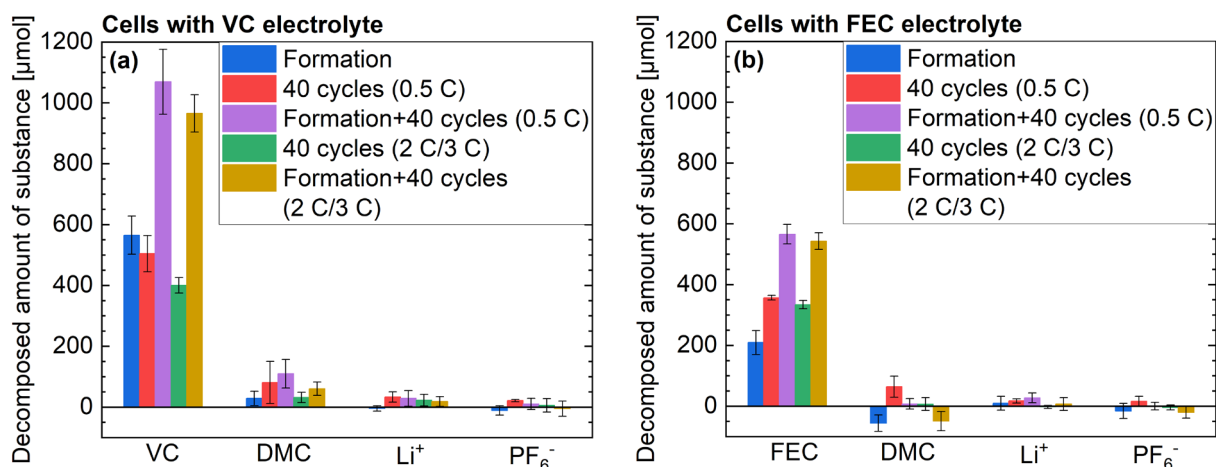 Cells with VC electrolyte
Decomposed amount of substance [μmol]
1200
1000
800
600
400
200
0
(a)
Formation
40 cycles (0.5 C)
Formation+40 cycles (0.5 C)
40 cycles (2 C/3 C)
Formation+40 cycles
(2 C/3 C)
VC DMC Li⁺ PF₆⁻
Cells with FEC electrolyte
Decomposed amount of substance [μmol]
1200
1000
800
600
400
200
0
(b)
Formation
40 cycles (0.5 C)
Formation+40 cycles (0.5 C)
40 cycles (2 C/3 C)
Formation+40 cycles
(2 C/3 C)
FEC DMC Li⁺ PF₆⁻